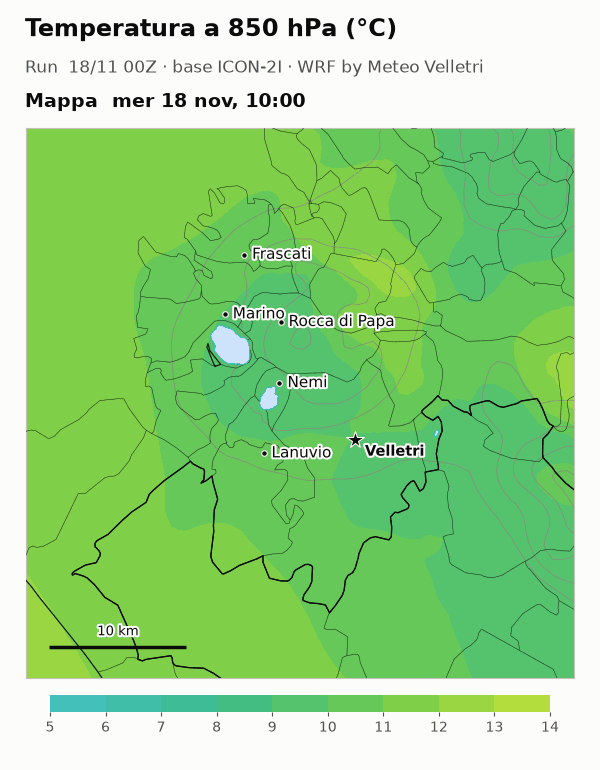 Temperatura a 850 hPa (°C)
Run  18/11 00Z · base ICON-2I · WRF by Meteo Velletri
Mappa  mer 18 nov, 10:00
Frascati
Marino
Rocca di Papa
Nemi
Velletri
Lanuvio
10 km
5 6 7 8 9 10 11 12 13 14